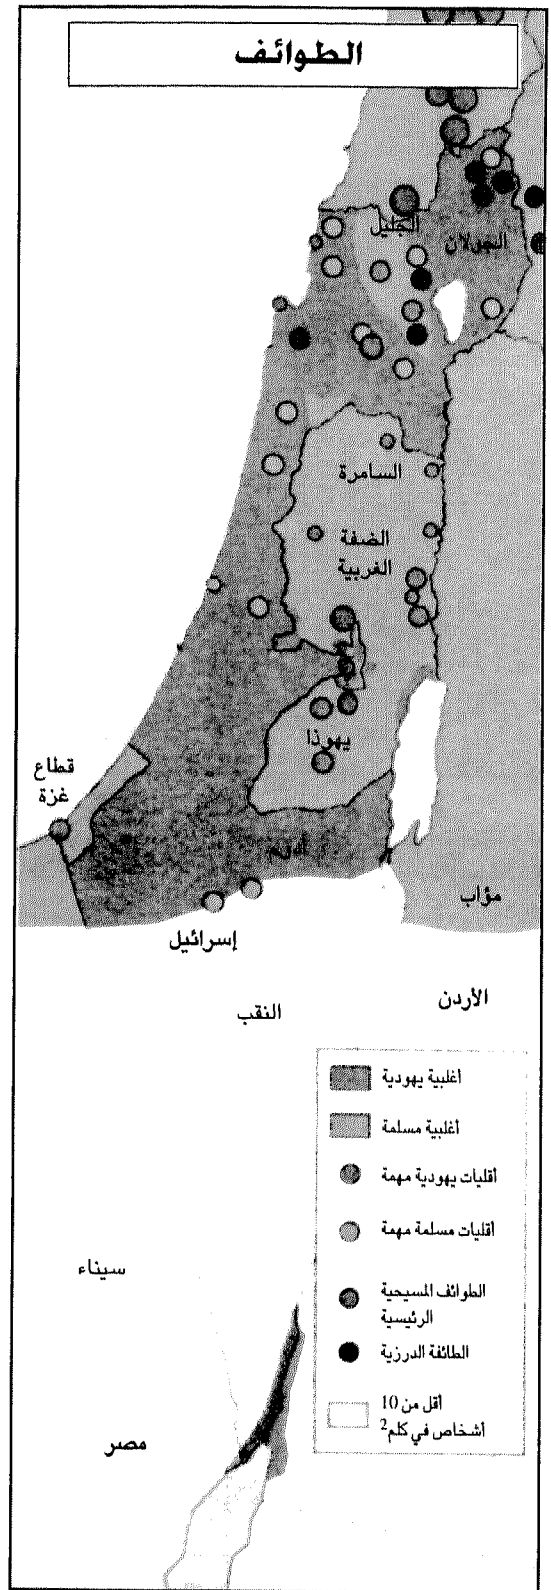 الطوائف
الجليل
الجولان
السامرة
الضفة
الغربية
يهوذا
قطاع
غزة
أدوم
مؤاب
إسرائيل
الأردن
النقب
أغلبية يهودية
أغلبية مسلمة
أقليات يهودية مهمة
أقليات مسلمة مهمة
سيناء
الطوائف المسيحية
الرئيسية
الطائفة الدرزية
أقل من 10
أشخاص في كلم2
مصر